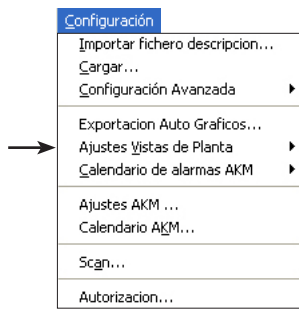 Configuración
Importar fichero descripcion...
Cargar...
Configuración Avanzada
Exportacion Auto Graficos...
Ajustes Vistas de Planta
Calendario de alarmas AKM
Ajustes AKM ...
Calendario AKM...
Scan...
Autorizacion...